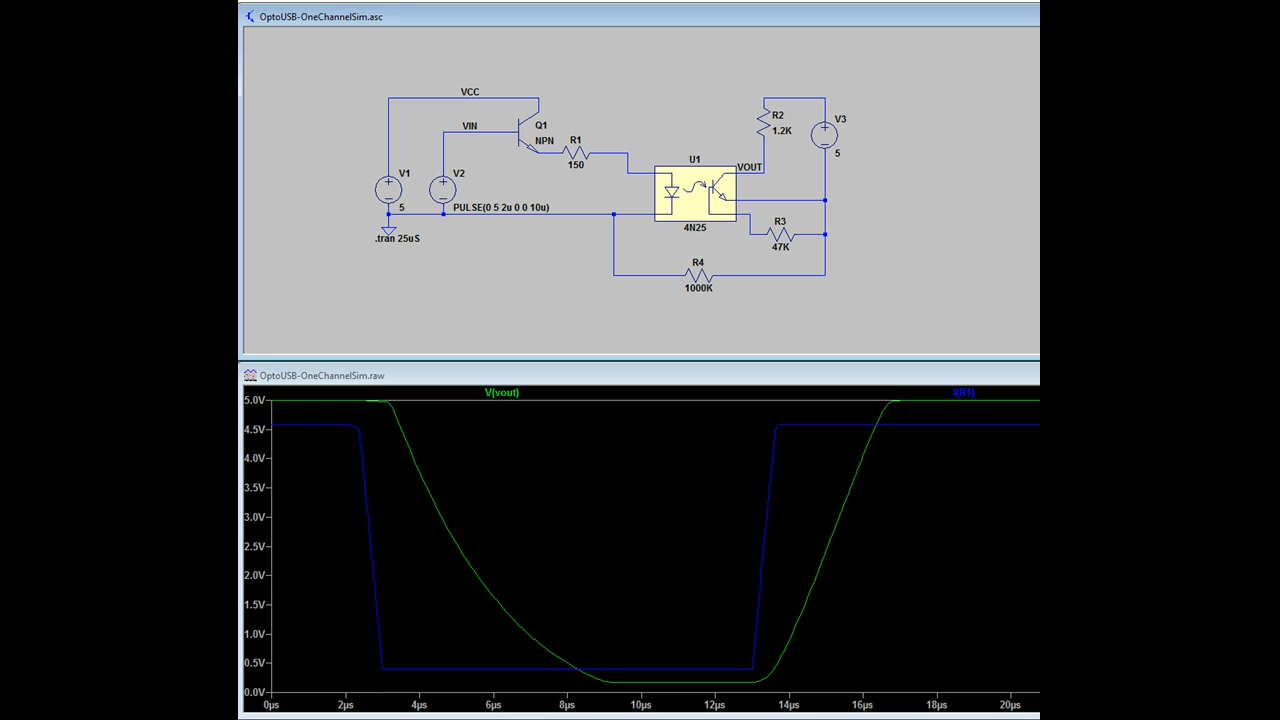 OptoUSB-OneChannelSim.asc
VCC
VIN
Q1
NPN
R1
150
V1
5
V2
PULSE(0 5 2u 0 0 10u)
.tran 25uS
U1
4N25
VOUT
R2
1.2K
V3
5
R3
47K
R4
1000K
OptoUSB-OneChannelSim.raw
V(vout)
I(R1)
5.0V
4.5V
4.0V
3.5V
3.0V
2.5V
2.0V
1.5V
1.0V
0.5V
0.0V
0µs 2µs 4µs 6µs 8µs 10µs 12µs 14µs 16µs 18µs 20µs